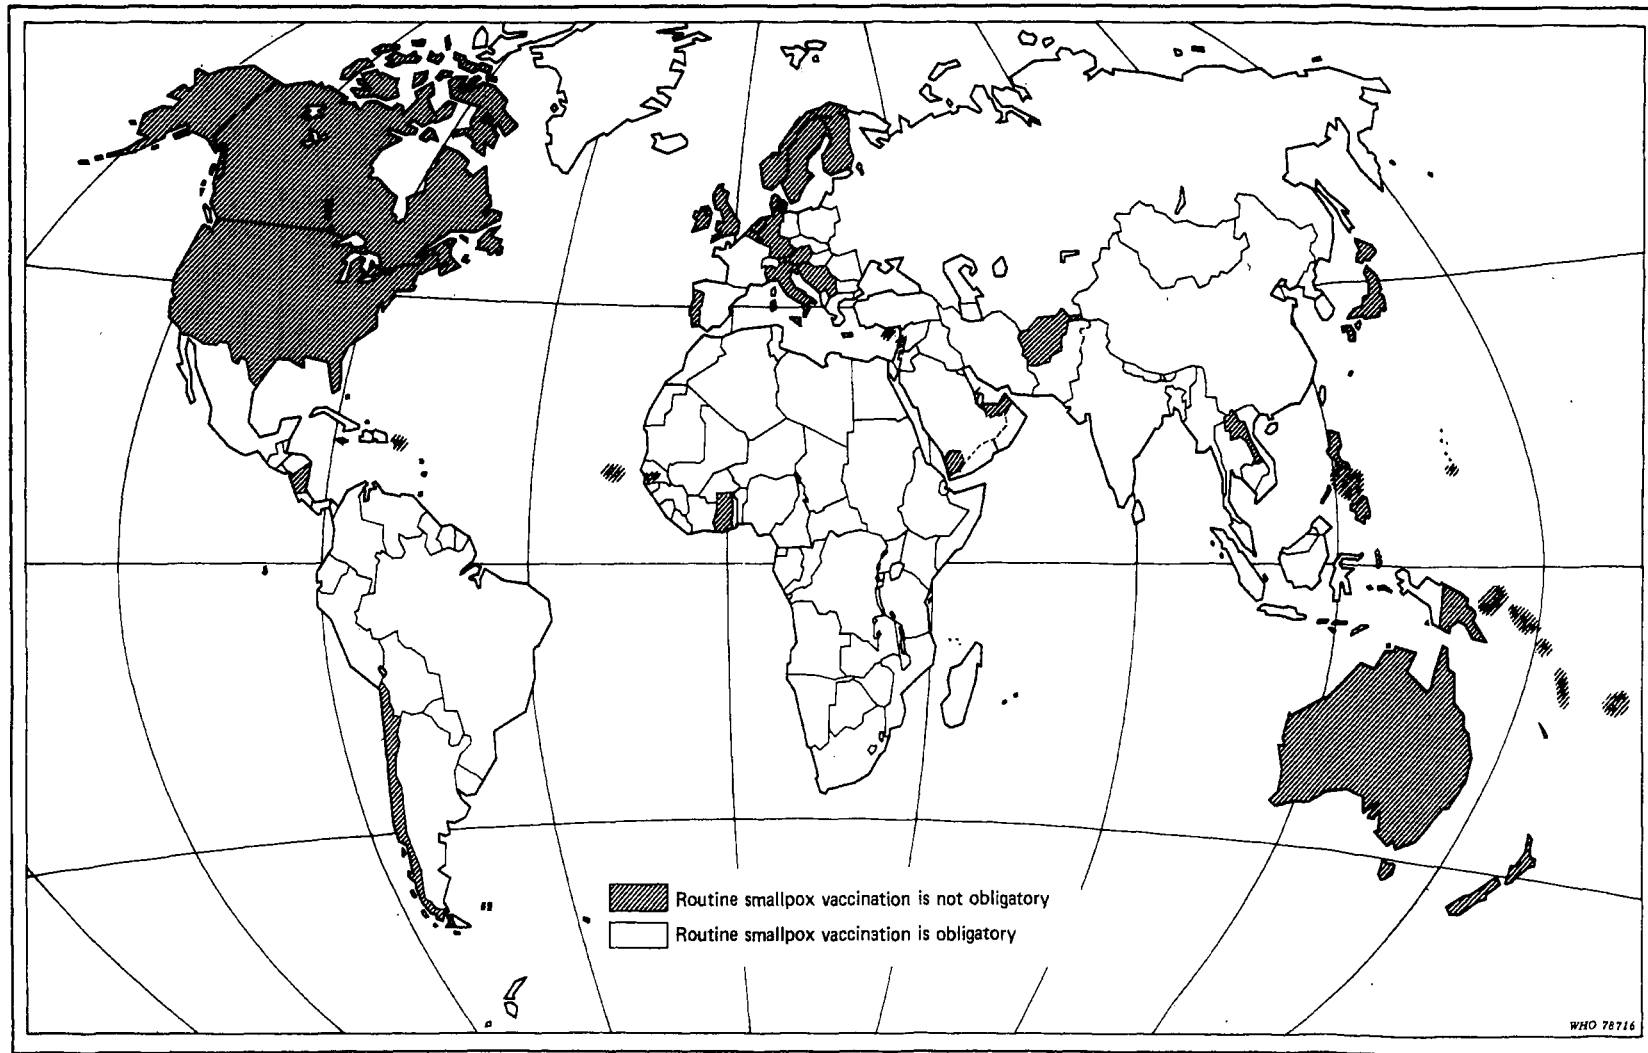 Routine smallpox vaccination is not obligatory
Routine smallpox vaccination is obligatory
WHO 78716